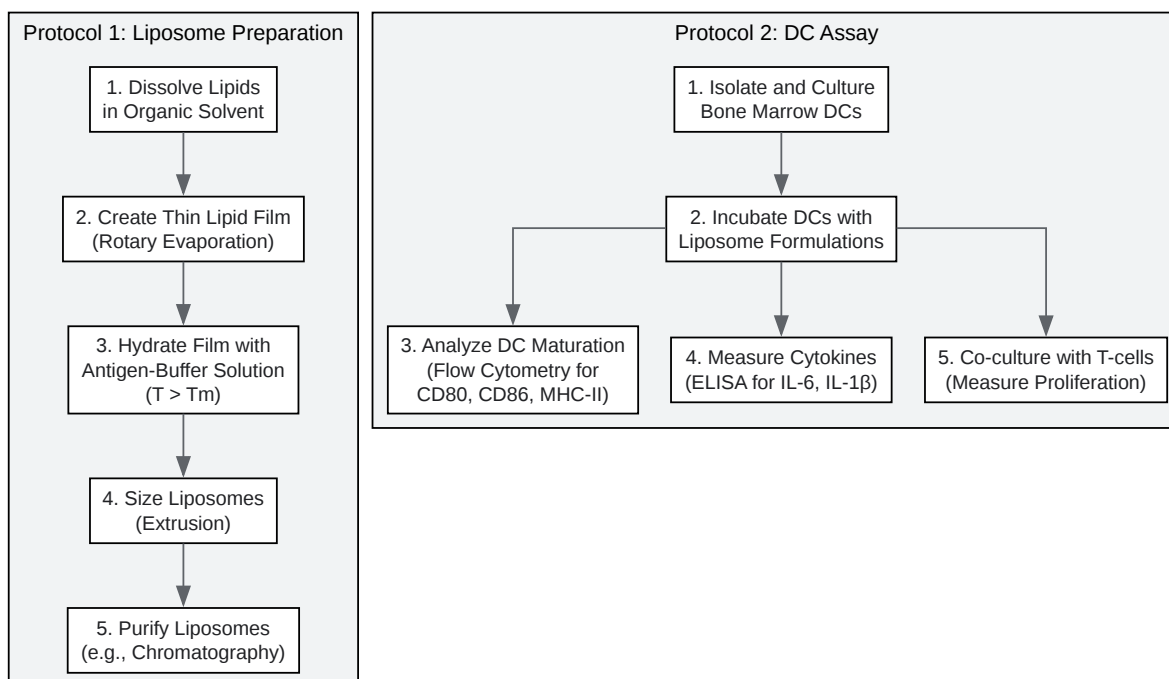 Protocol 1: Liposome Preparation
1. Dissolve Lipids
in Organic Solvent
2. Create Thin Lipid Film
(Rotary Evaporation)
3. Hydrate Film with
Antigen-Buffer Solution
(T > Tm)
4. Size Liposomes
(Extrusion)
5. Purify Liposomes
(e.g., Chromatography)
Protocol 2: DC Assay
1. Isolate and Culture
Bone Marrow DCs
2. Incubate DCs with
Liposome Formulations
3. Analyze DC Maturation
(Flow Cytometry for
CD80, CD86, MHC-II)
4. Measure Cytokines
(ELISA for IL-6, IL-1β)
5. Co-culture with T-cells
(Measure Proliferation)